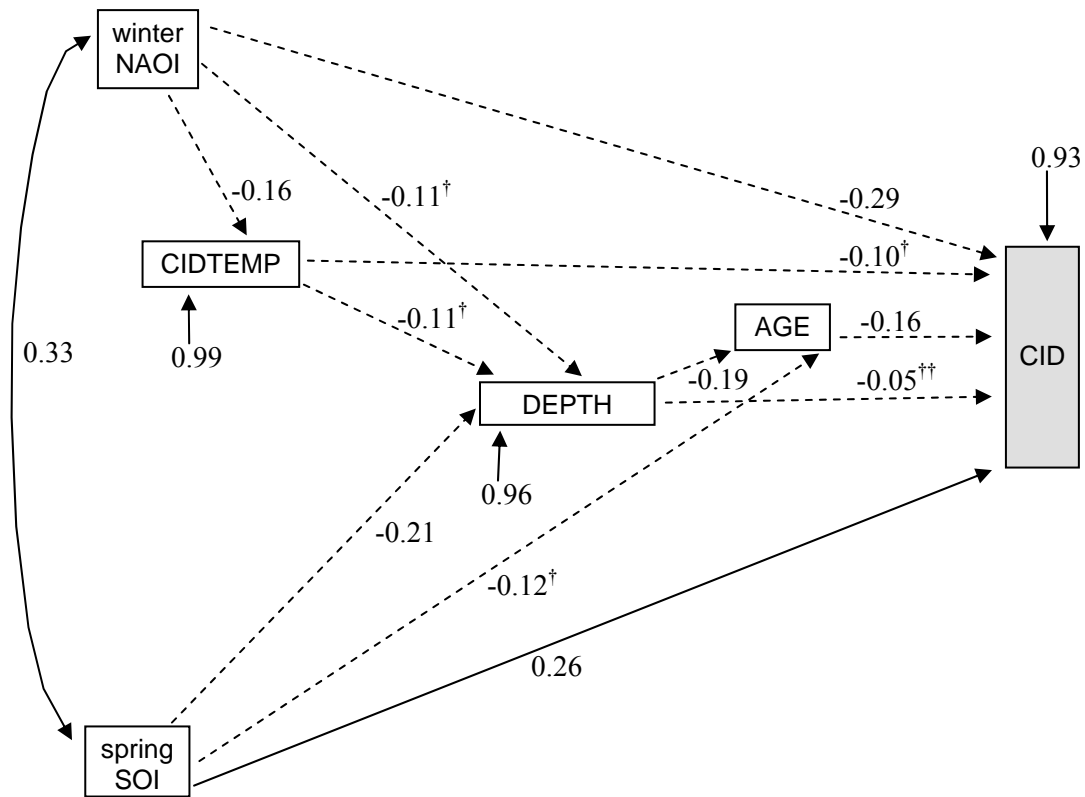 winter
NAOI
0.93
-0.16
-0.11†
-0.29
CIDTEMP
-0.10†
-0.11†
AGE
-0.16
0.33
0.99
CID
-0.19
-0.05††
DEPTH
0.96
-0.21
-0.12†
0.26
spring
SOI